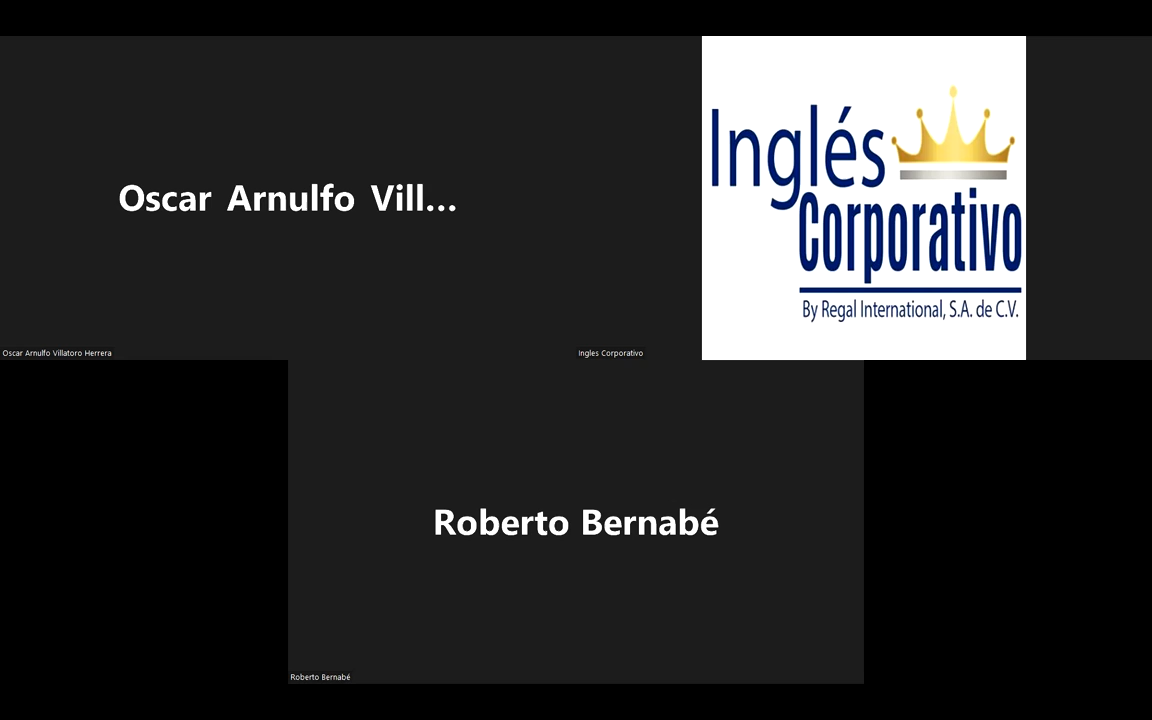 Oscar Arnulfo Vill...
Oscar Arnulfo Villatoro Herrera
Inglés
Corporativo
By Regal International, S.A. de C.V.
Ingles Corporativo
Roberto Bernabé
Roberto Bernabé